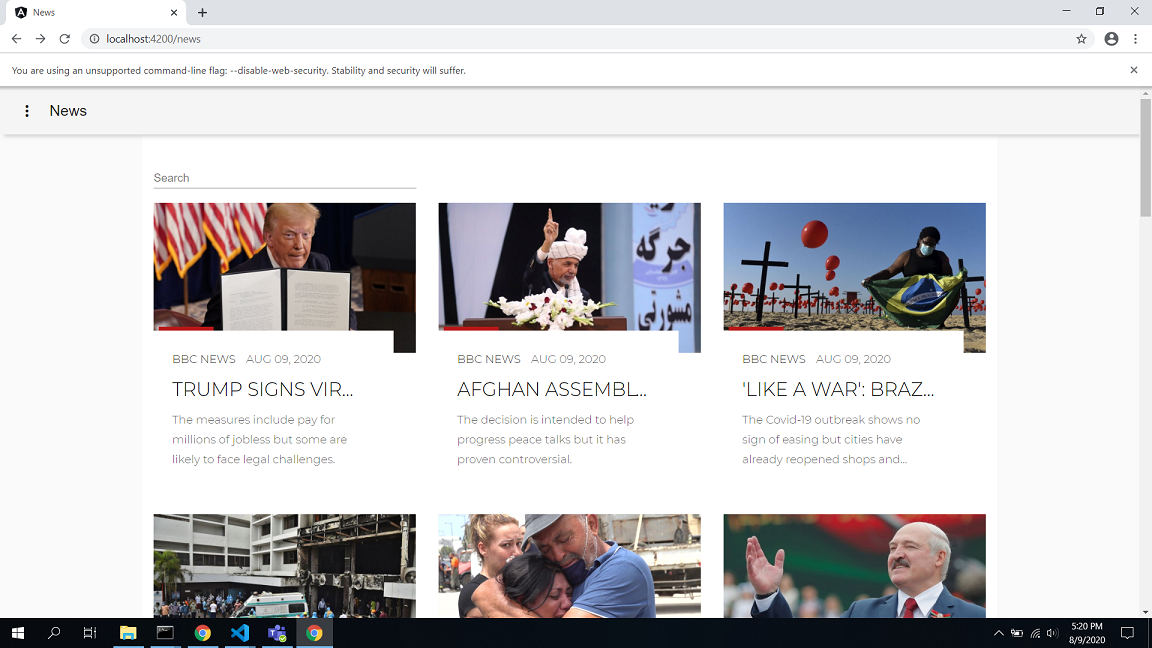 News
localhost:4200/news
You are using an unsupported command-line flag: --disable-web-security. Stability and security will suffer.
News
Search
جرگه
مشورتی
BBC NEWS AUG 09, 2020
TRUMP SIGNS VIR...
The measures include pay for
millions of jobless but some are
likely to face legal challenges.
BBC NEWS AUG 09, 2020
AFGHAN ASSEMBL...
The decision is intended to help
progress peace talks but it has
proven controversial.
BBC NEWS AUG 09, 2020
'LIKE A WAR': BRAZ...
The Covid-19 outbreak shows no
sign of easing but cities have
already reopened shops and...
5:20 PM
8/9/2020